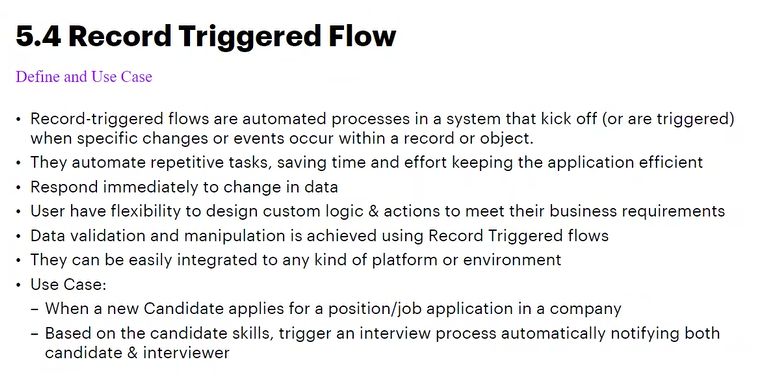 5.4 Record Triggered Flow
Define and Use Case
• Record-triggered flows are automated processes in a system that kick off (or are triggered)
when specific changes or events occur within a record or object.
• They automate repetitive tasks, saving time and effort keeping the application efficient
• Respond immediately to change in data
• User have flexibility to design custom logic & actions to meet their business requirements
• Data validation and manipulation is achieved using Record Triggered flows
• They can be easily integrated to any kind of platform or environment
• Use Case:
– When a new Candidate applies for a position/job application in a company
– Based on the candidate skills, trigger an interview process automatically notifying both
candidate & interviewer